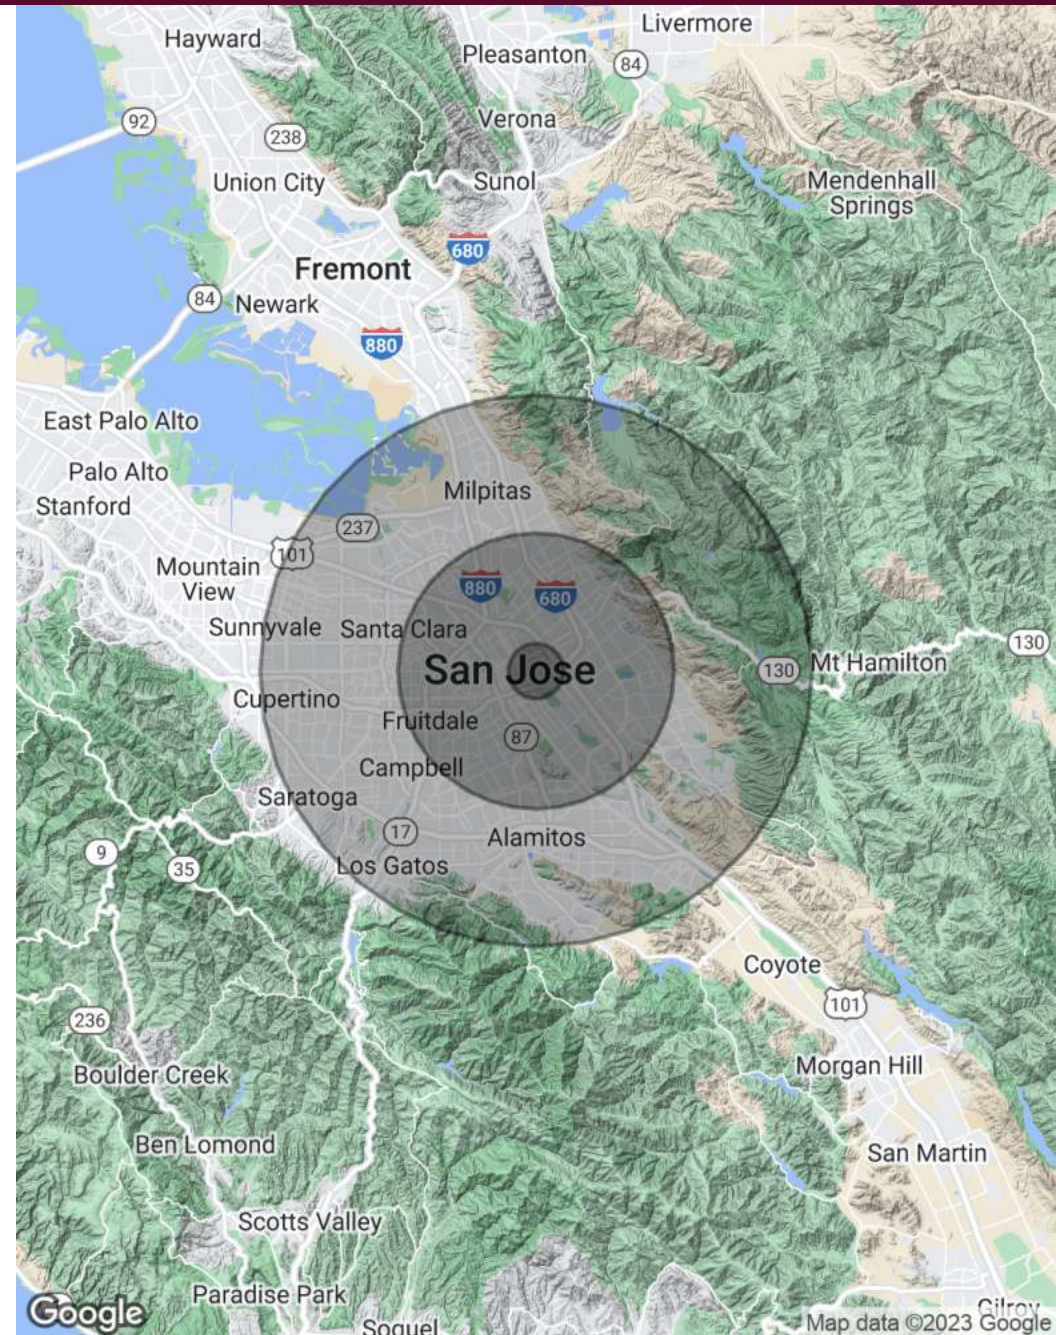 Livermore
Hayward
Pleasanton
84
92
Verona
238
Union City
Sunol
Mendenhall
Springs
680
Fremont
84
Newark
880
East Palo Alto
Palo Alto
Milpitas
Stanford
237
101
Mountain
View
880
680
Sunnyvale
Santa Clara
130
San Jose
Mt Hamilton
130
Cupertino
Fruitdale
87
Campbell
Saratoga
17
Alamitos
9
35
Los Gatos
Coyote
101
236
Morgan Hill
Boulder Creek
Ben Lomond
San Martin
Scotts Valley
Paradise Park
Gilroy
Google
Soquel
Map data ©2023 Google